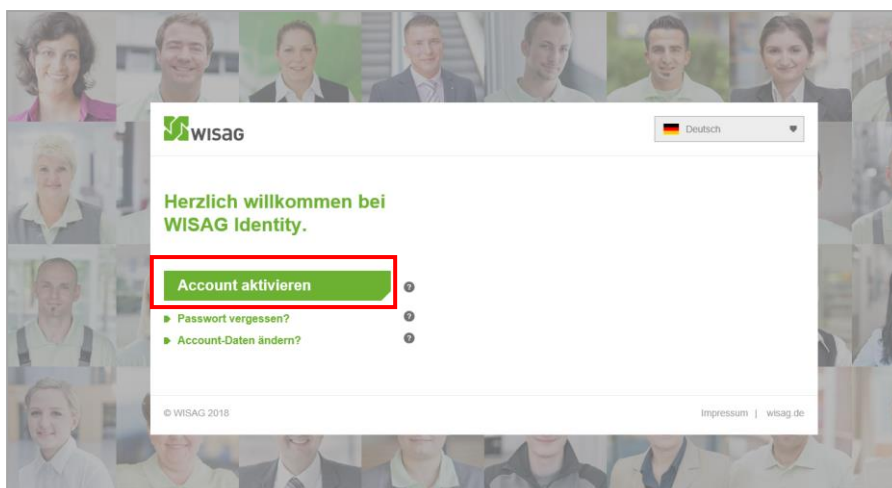 WISAG
Deutsch
Herzlich willkommen bei
WISAG Identity.
Account aktivieren ?
Passwort vergessen? ?
Account-Daten ändern? ?
© WISAG 2018 Impressum | wisag.de